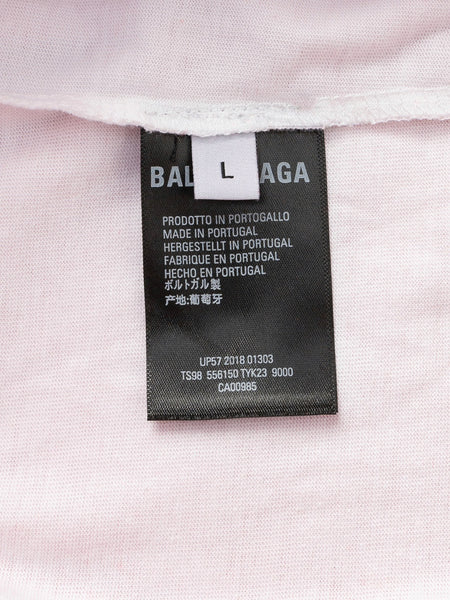 L
BAL AGA
PRODOTTO IN PORTOGALLO
MADE IN PORTUGAL
HERGESTELLT IN PORTUGAL
FABRIQUE EN PORTUGAL
HECHO EN PORTUGAL
ポルトガル製
产地:葡萄牙
UP57 2018 01303
TS98 556150 TYK23 9000
CA00985